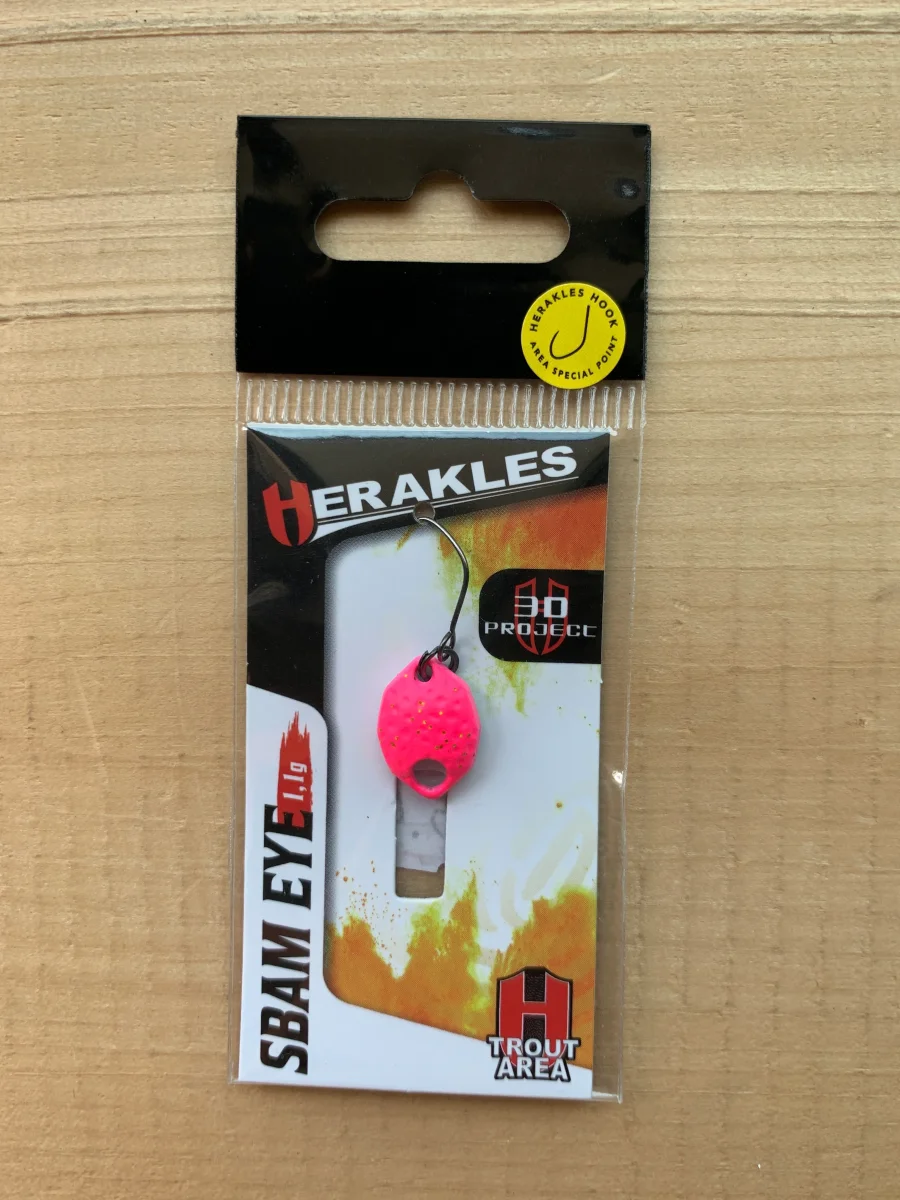 HERAKLES HOOK
AREA SPECIAL POINT
HERAKLES
3D
PROJECT
SBAM EYE 1,1g
H
TROUT
AREA